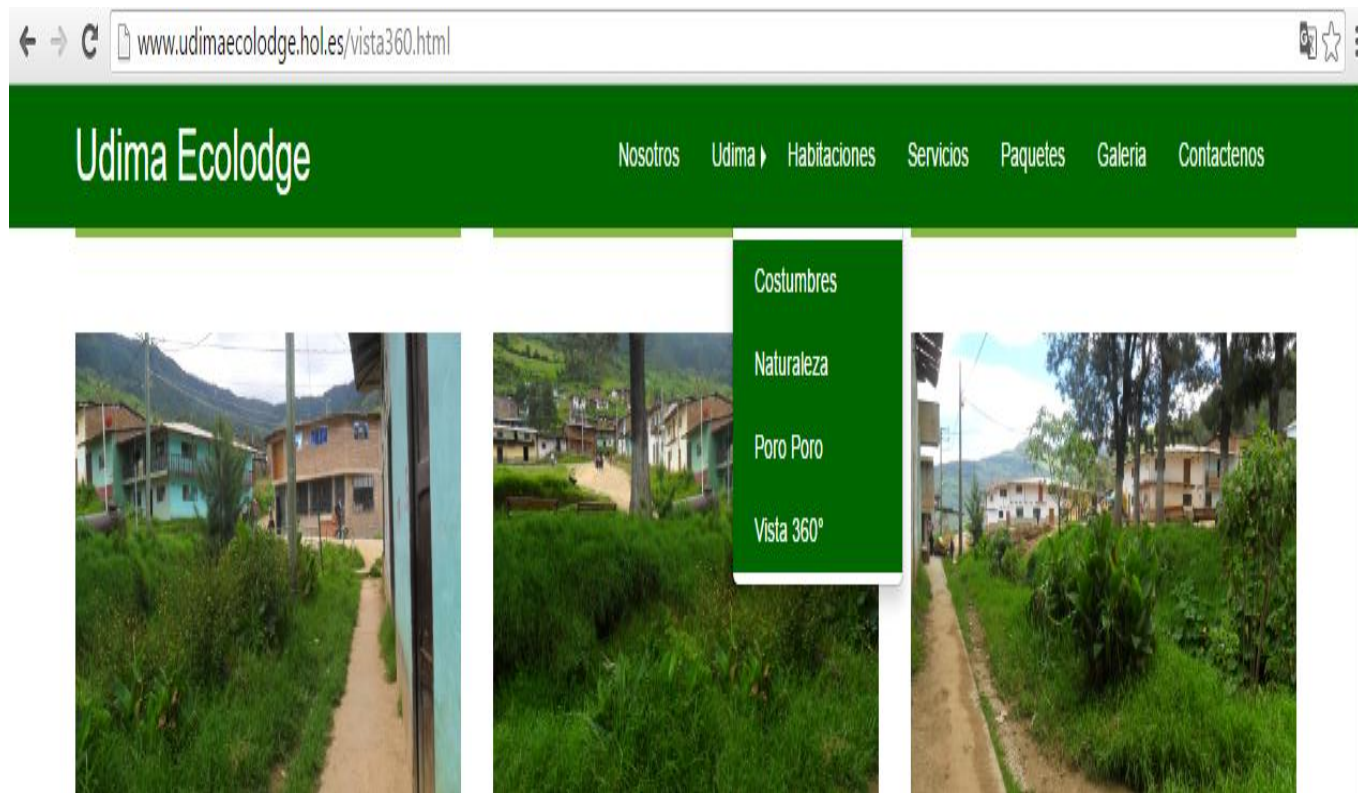 www.udimaecolodge.hol.es/vista360.html
Udima Ecolodge
Nosotros Udima Habitaciones Servicios Paquetes Galeria Contactenos
Costumbres
Naturaleza
Poro Poro
Vista 360º